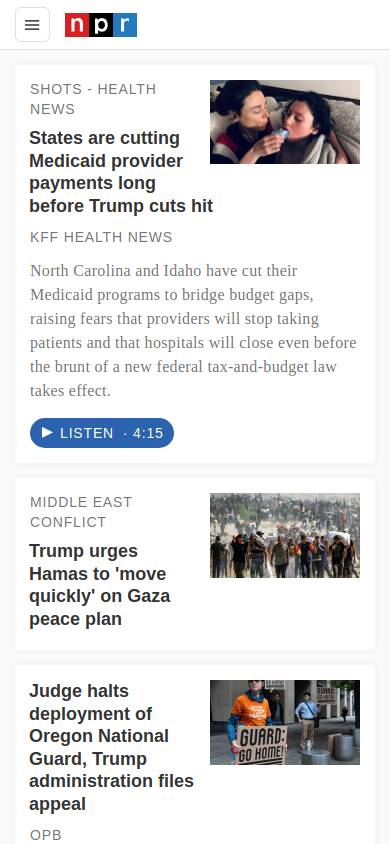 npr
SHOTS - HEALTH
NEWS
States are cutting
Medicaid provider
payments long
before Trump cuts hit
KFF HEALTH NEWS
North Carolina and Idaho have cut their
Medicaid programs to bridge budget gaps,
raising fears that providers will stop taking
patients and that hospitals will close even before
the brunt of a new federal tax-and-budget law
takes effect.
LISTEN · 4:15
MIDDLE EAST
CONFLICT
Trump urges
Hamas to 'move
quickly' on Gaza
peace plan
Judge halts
deployment of
Oregon National
Guard, Trump
administration files
appeal
GUARD:
GO HOME!
GUARD:
GO HOME!
OPB